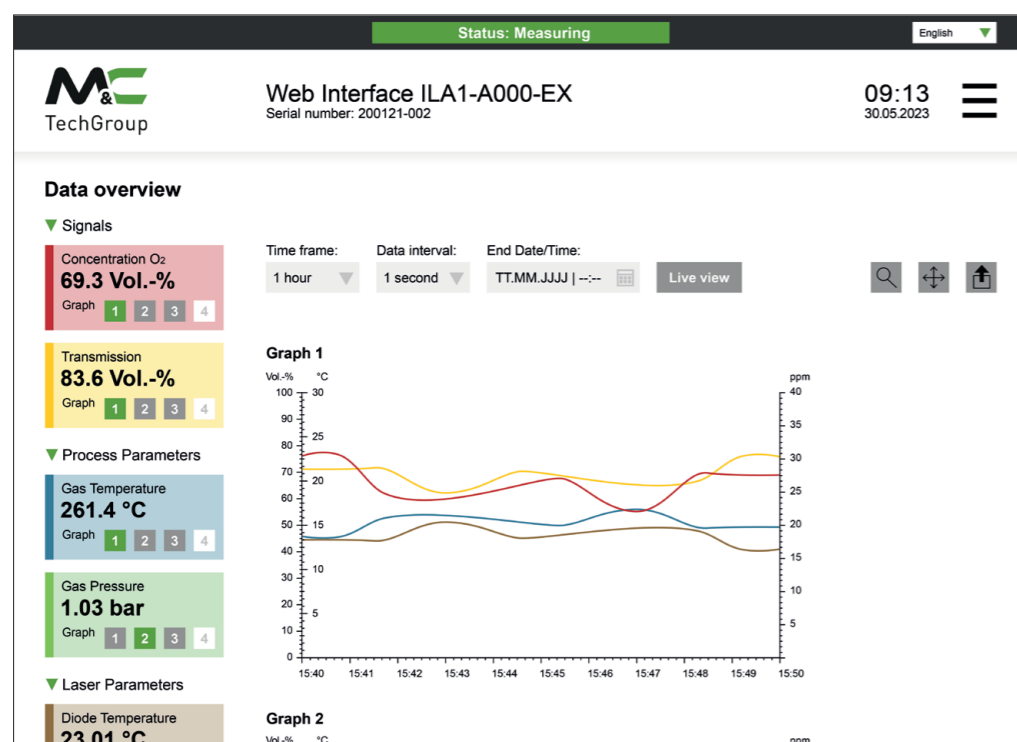 Status: Measuring
English
M&C
TechGroup
Web Interface ILA1-A000-EX
Serial number: 200121-002
09:13
30.05.2023
Data overview
Signals
Concentration O₂
69.3 Vol.-%
Graph 1 2 3 4
Transmission
83.6 Vol.-%
Graph 1 2 3 4
Process Parameters
Gas Temperature
261.4 °C
Graph 1 2 3 4
Gas Pressure
1.03 bar
Graph 1 2 3 4
Laser Parameters
Diode Temperature
23.01 °C
Time frame: Data interval: End Date/Time:
1 hour 1 second TT.MM.JJJJ | --:-- Live view
Graph 1
Vol.-% °C ppm
100 30 40
90 35
80 25 30
70 20 25
60
50 15 20
40 15
30 10
20 10
10 5 5
0
15:40 15:41 15:42 15:43 15:44 15:45 15:46 15:47 15:48 15:49 15:50
Graph 2
Vol.-% °C ppm